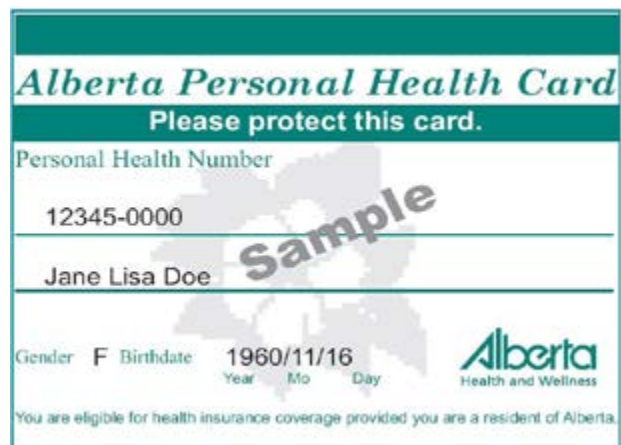 Alberta Personal Health Card
Please protect this card.
Personal Health Number
12345-0000
Sample
Jane Lisa Doe
Gender F Birthdate 1960/11/16
Year Mo Day
Alberta
Health and Wellness
You are eligible for health insurance coverage provided you are a resident of Alberta.